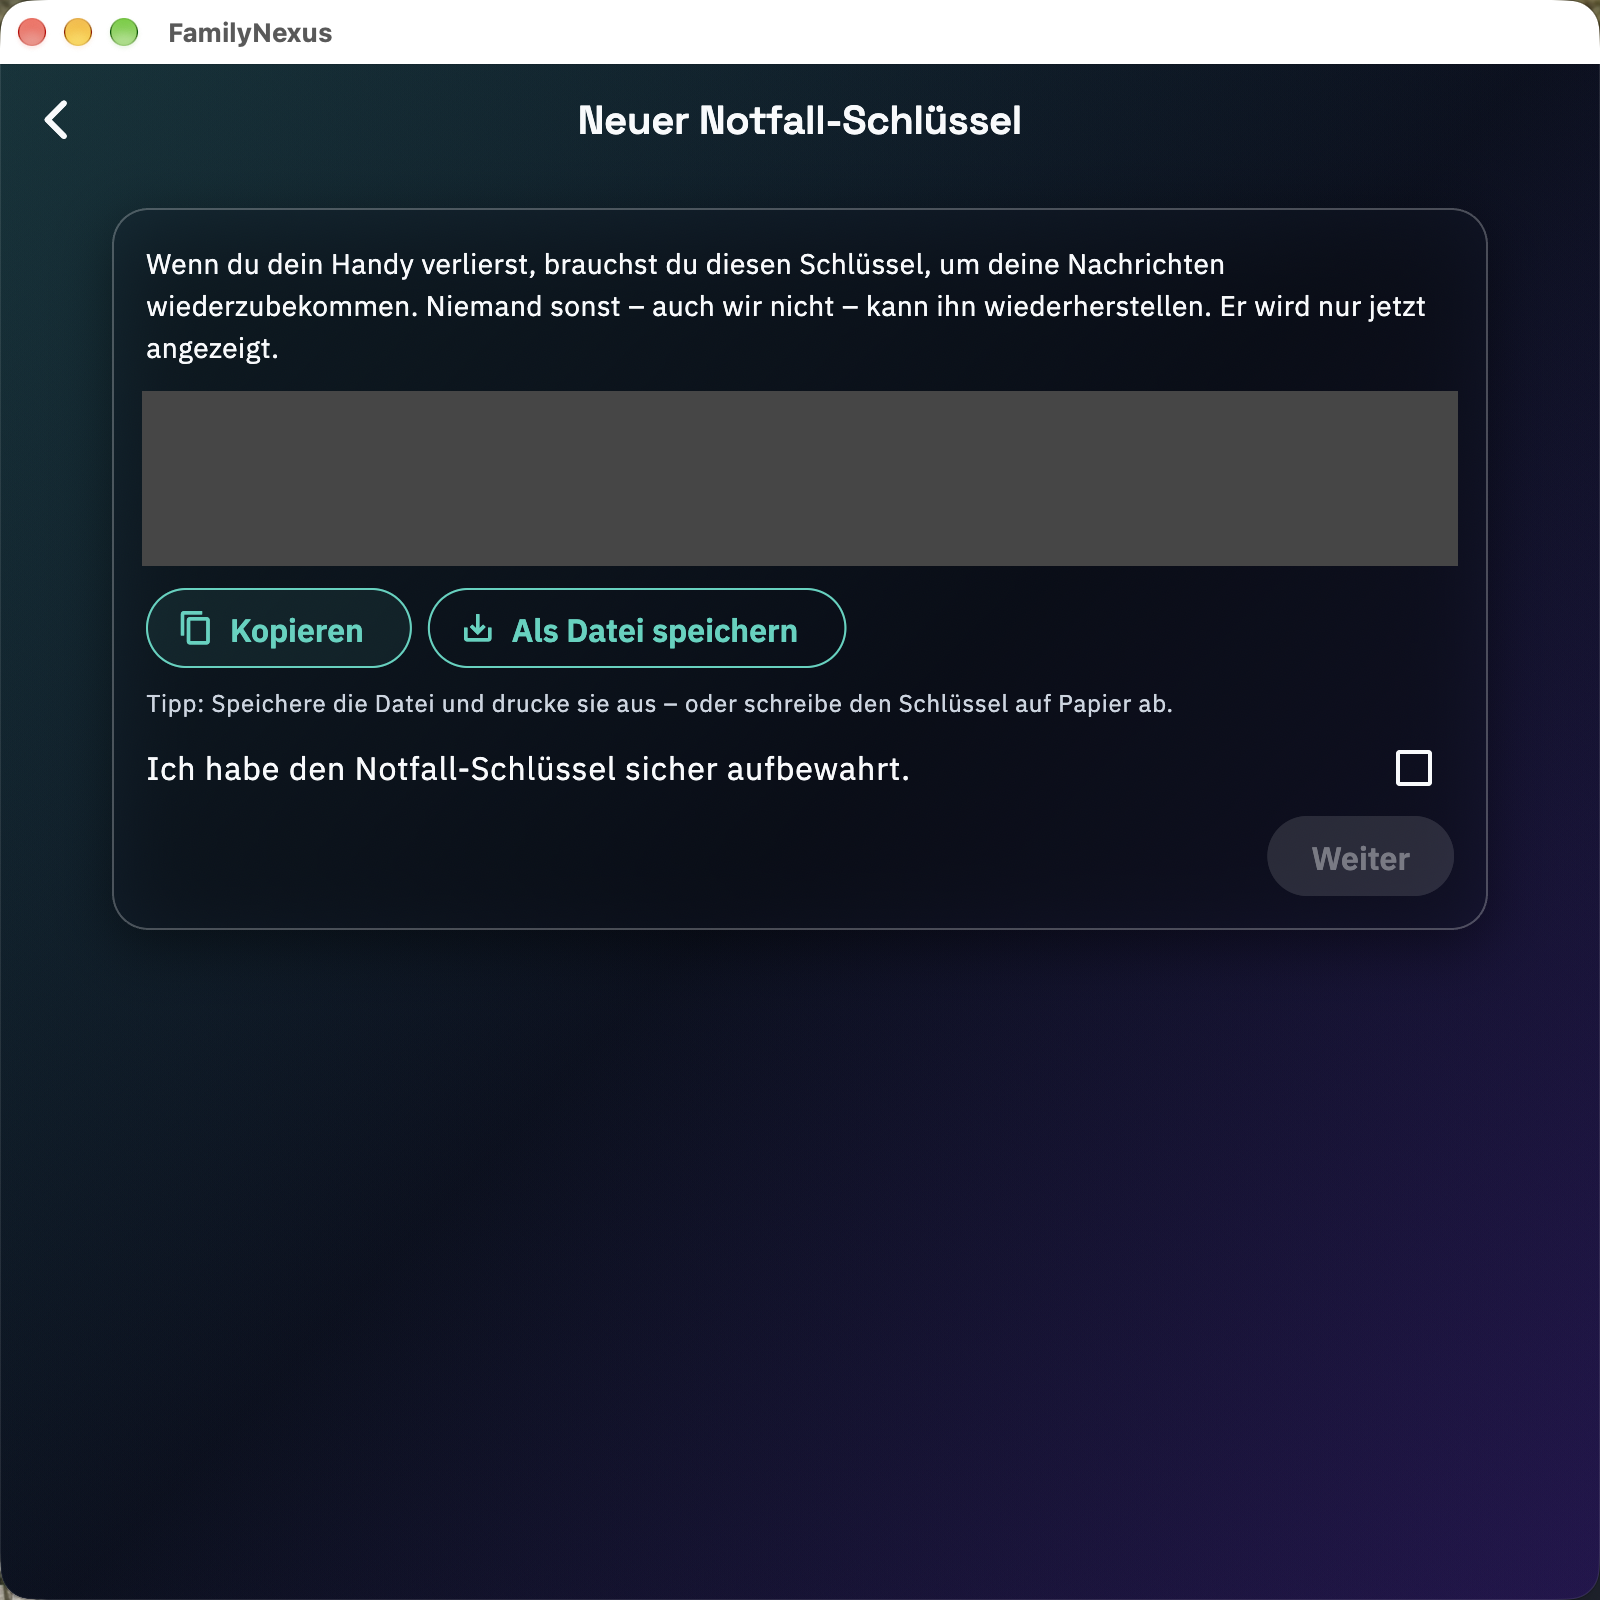 FamilyNexus
Neuer Notfall-Schlüssel
Wenn du dein Handy verlierst, brauchst du diesen Schlüssel, um deine Nachrichten
wiederzubekommen. Niemand sonst – auch wir nicht – kann ihn wiederherstellen. Er wird nur jetzt
angezeigt.
Kopieren
Als Datei speichern
Tipp: Speichere die Datei und drucke sie aus – oder schreibe den Schlüssel auf Papier ab.
Ich habe den Notfall-Schlüssel sicher aufbewahrt.
Weiter